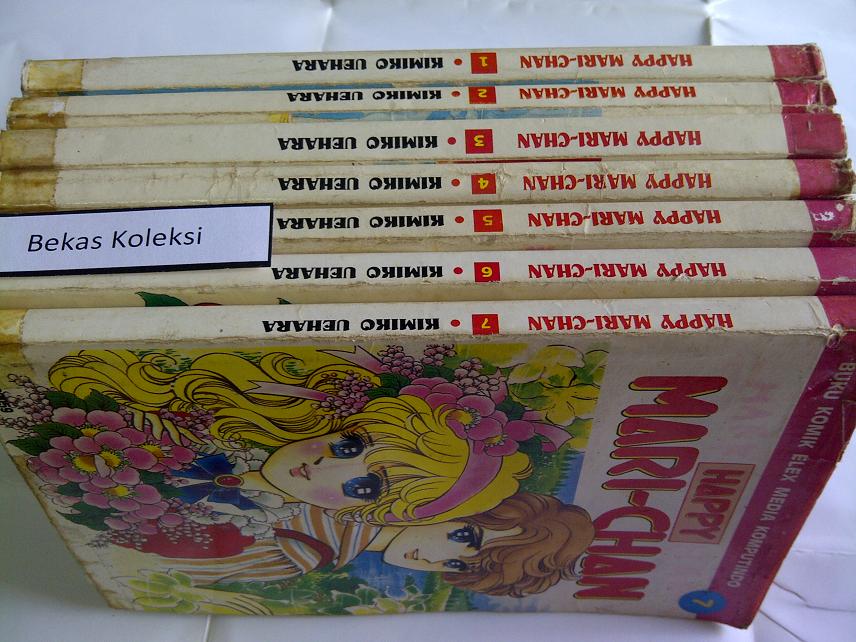 HAPPY MARI-CHAN 1 • KIMIKO UEHARA
HAPPY MARI-CHAN 2 • KIMIKO UEHARA
HAPPY MARI-CHAN 3 • KIMIKO UEHARA
HAPPY MARI-CHAN 4 • KIMIKO UEHARA
HAPPY MARI-CHAN 5 • KIMIKO UEHARA
Bekas Koleksi
HAPPY MARI-CHAN 6 • KIMIKO UEHARA
HAPPY MARI-CHAN 7 • KIMIKO UEHARA
BUKU KOMIK ELEX MEDIA KOMPUTINDO
7
HAPPY
MARI-CHAN